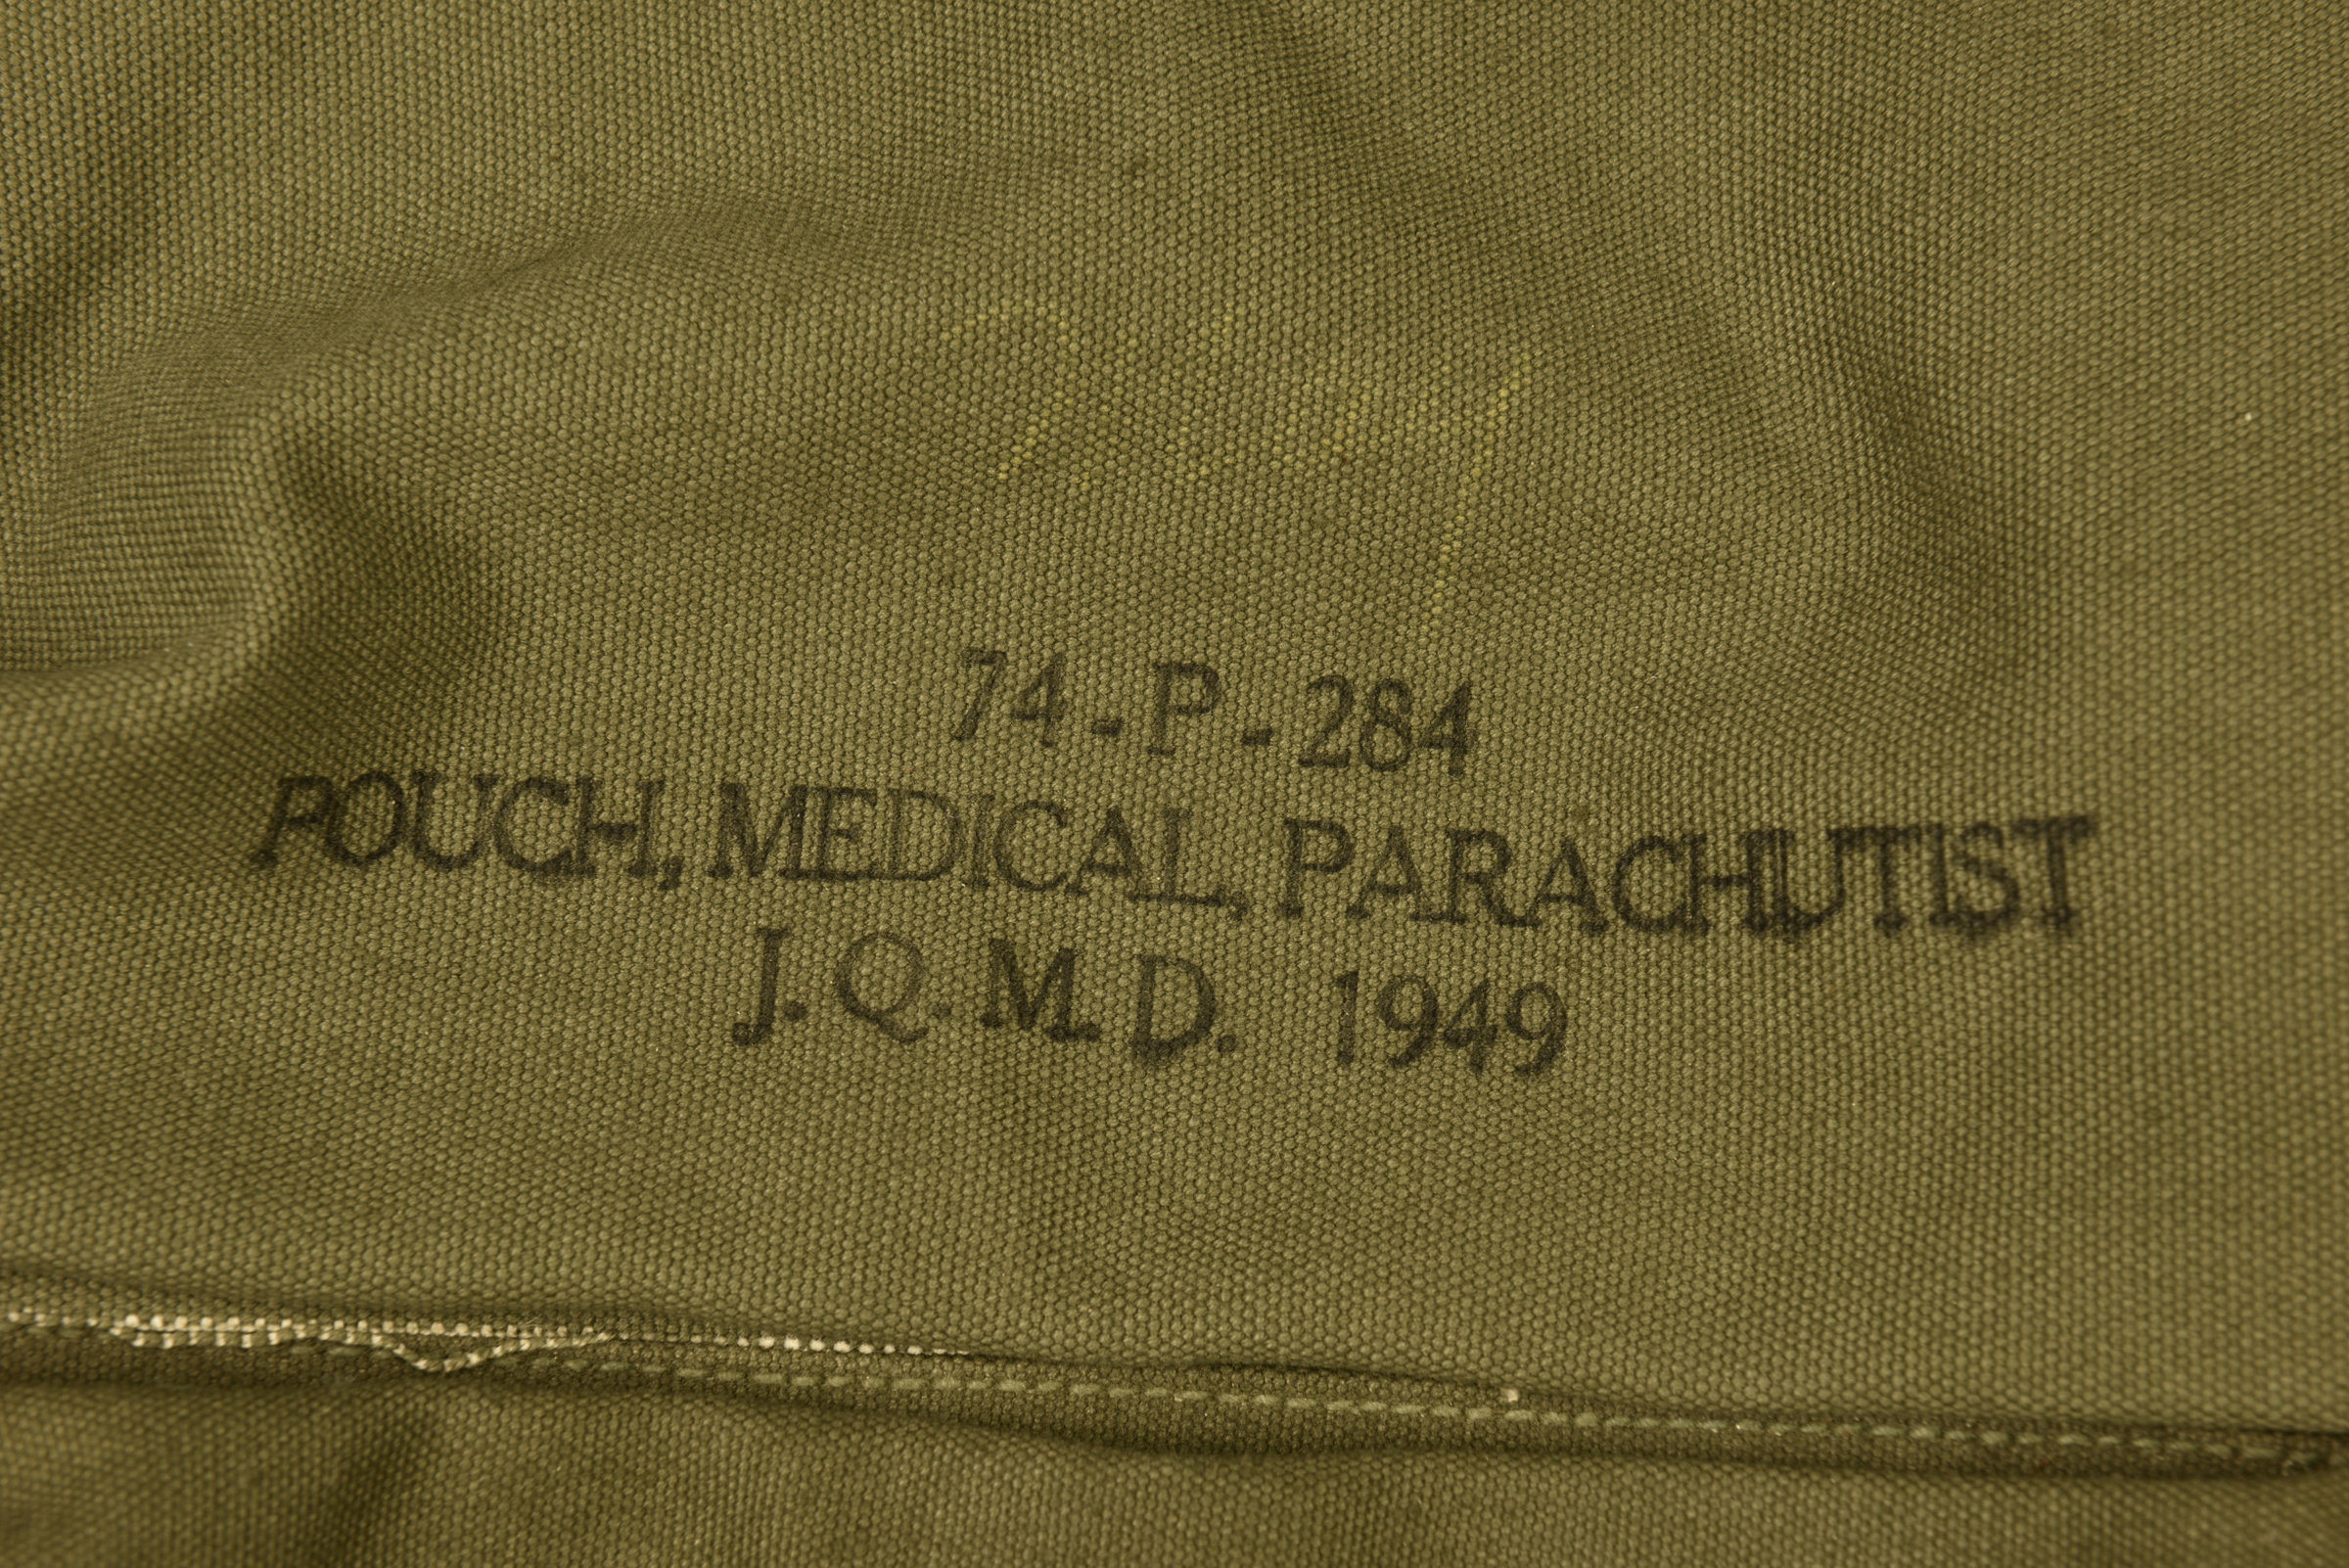 74-P-284
POUCH, MEDICAL, PARACHUTIST
J.Q.M.D. 1949